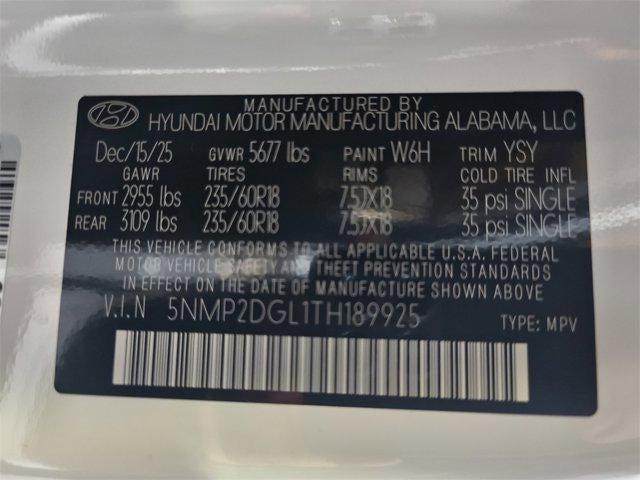 MANUFACTURED BY
HYUNDAI MOTOR MANUFACTURING ALABAMA, LLC
Dec/15/25 GVWR 5677 lbs PAINT W6H TRIM YSY
GAWR TIRES RIMS COLD TIRE INFL
FRONT 2955 lbs 235/60R18 7.5JX18 35 psi SINGLE
REAR 3109 lbs 235/60R18 7.5JX18 35 psi SINGLE
THIS VEHICLE CONFORMS TO ALL APPLICABLE U.S.A. FEDERAL
MOTOR VEHICLE SAFETY AND THEFT PREVENTION STANDARDS
IN EFFECT ON THE DATE OF MANUFACTURE SHOWN ABOVE.
V.I.N 5NMP2DGL1TH189925 TYPE: MPV